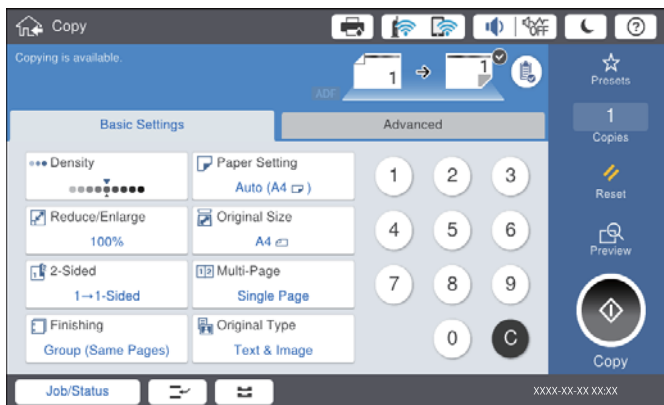 Copy
OFF
?
Copying is available.
ADF
1
1
Presets
1
Copies
Reset
Preview
Copy
Basic Settings
Advanced
Density
Paper Setting
Auto (A4)
Reduce/Enlarge
100%
Original Size
A4
2-Sided
1→1-Sided
Multi-Page
Single Page
Finishing
Group (Same Pages)
Original Type
Text & Image
1 2 3
4 5 6
7 8 9
0 C
Job/Status
XXXX-XX-XX XX:XX